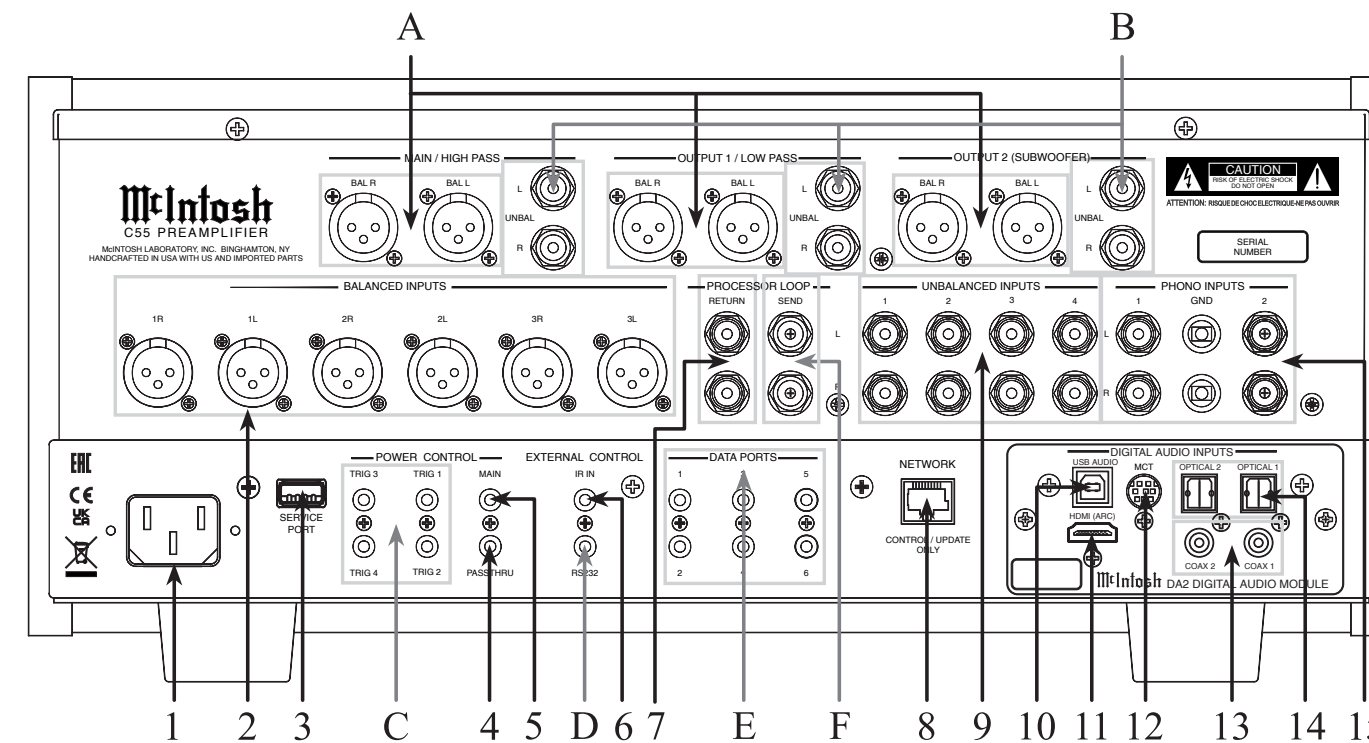 A B
MAIN / HIGH PASS OUTPUT 1 / LOW PASS OUTPUT 2 (SUBWOOFER)
BAL R BAL L L UNBAL R
BAL R BAL L L UNBAL R
BAL R BAL L L UNBAL R
McIntosh
C55 PREAMPLIFIER
McINTOSH LABORATORY, INC. BINGHAMTON, NY
HANDCRAFTED IN USA WITH US AND IMPORTED PARTS
CAUTION
RISK OF ELECTRIC SHOCK
DO NOT OPEN
ATTENTION: RISQUE DE CHOC ELECTRIQUE-NE PAS OUVRIR
SERIAL
NUMBER
BALANCED INPUTS PROCESSOR LOOP UNBALANCED INPUTS PHONO INPUTS
1R 1L 2R 2L 3R 3L
RETURN SEND
1 2 3 4
1 GND 2
L L
R R
EAC
CE
UK
CA
SERVICE
PORT
POWER CONTROL
TRIG 3 TRIG 1 MAIN
TRIG 4 TRIG 2 PASSTHRU
EXTERNAL CONTROL
IR IN
RS232
DATA PORTS
1 5
2 6
NETWORK
CONTROL / UPDATE
ONLY
DIGITAL AUDIO INPUTS
USB AUDIO MCT OPTICAL 2 OPTICAL 1
HDMI (ARC)
COAX 2 COAX 1
McIntosh DA2 DIGITAL AUDIO MODULE
1 2 3 C 4 5 D 6 7 E F 8 9 10 11 12 13 14